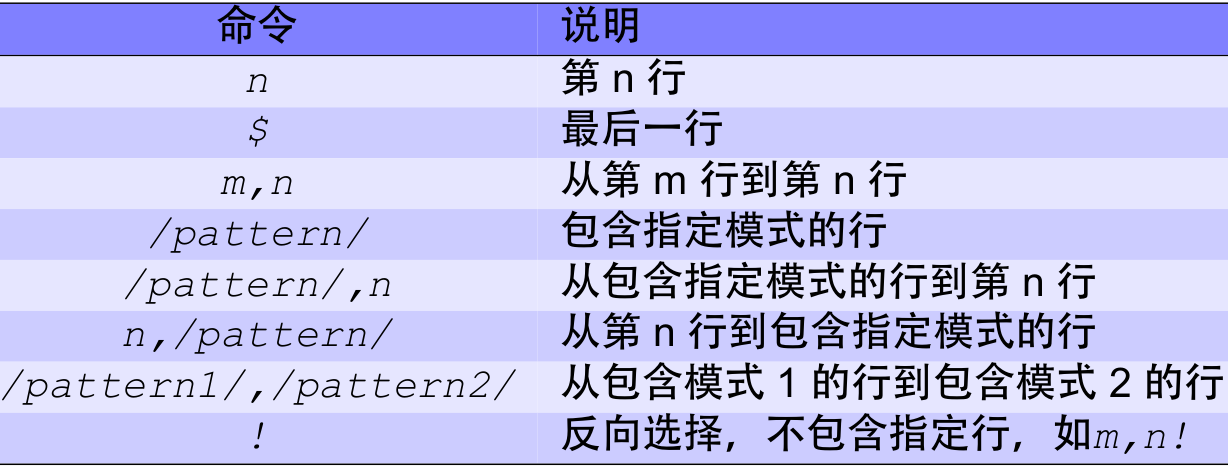 命令 说明
n 第 n 行
$ 最后一行
m,n 从第 m 行到第 n 行
/pattern/ 包含指定模式的行
/pattern/,n 从包含指定模式的行到第 n 行
n,/pattern/ 从第 n 行到包含指定模式的行
/pattern1/,/pattern2/ 从包含模式 1 的行到包含模式 2 的行
! 反向选择，不包含指定行，如m,n!